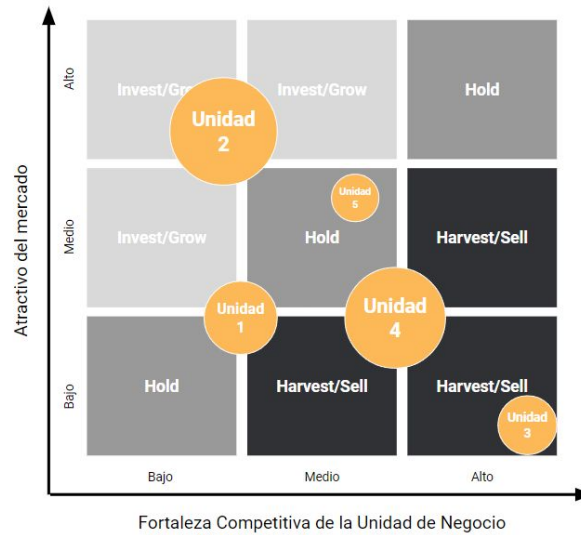 Atractivo del mercado
Alto
Medio
Bajo
Invest/Grow
Invest/Grow
Hold
Unidad
2
Invest/Grow
Hold
Harvest/Sell
Unidad
5
Unidad
1
Unidad
4
Hold
Harvest/Sell
Harvest/Sell
Unidad
3
Bajo
Medio
Alto
Fortaleza Competitiva de la Unidad de Negocio